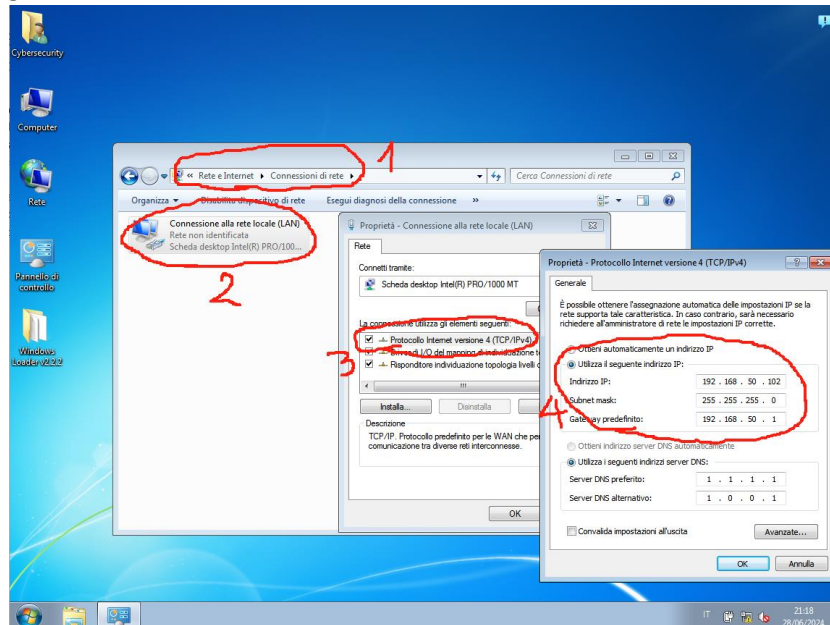 Cybersecurity
Computer
Rete
Pannello di
controllo
Windows
Loader v2.2.2
1
« Rete e Internet ▸ Connessioni di rete ▸
Cerca Connessioni di rete
Organizza Disabilita dispositivo di rete Esegui diagnosi della connessione »
Connessione alla rete locale (LAN)
Rete non identificata
Scheda desktop Intel(R) PRO/100...
2
Proprietà - Connessione alla rete locale (LAN)
Rete
Connetti tramite:
Scheda desktop Intel(R) PRO/1000 MT
La connessione utilizza gli elementi seguenti:
Protocollo Internet versione 4 (TCP/IPv4)
Driver di I/O del mapping di individuazione
Risponditore individuazione topologia livelli
3
Installa... Disinstalla
Descrizione
TCP/IP. Protocollo predefinito per le WAN che
comunicazione tra diverse reti interconnesse.
OK
Proprietà - Protocollo Internet versione 4 (TCP/IPv4)
Generale
È possibile ottenere l'assegnazione automatica delle impostazioni IP se la
rete supporta tale caratteristica. In caso contrario, sarà necessario
richiedere all'amministratore di rete le impostazioni IP corrette.
Ottieni automaticamente un indirizzo IP
Utilizza il seguente indirizzo IP:
Indirizzo IP: 192 . 168 . 50 . 102
Subnet mask: 255 . 255 . 255 . 0
Gateway predefinito: 192 . 168 . 50 . 1
4
Ottieni indirizzo server DNS automaticamente
Utilizza i seguenti indirizzi server DNS:
Server DNS preferito: 1 . 1 . 1 . 1
Server DNS alternativo: 1 . 0 . 0 . 1
Convalida impostazioni all'uscita
Avanzate...
OK Annulla
IT
21:18
28/06/2024